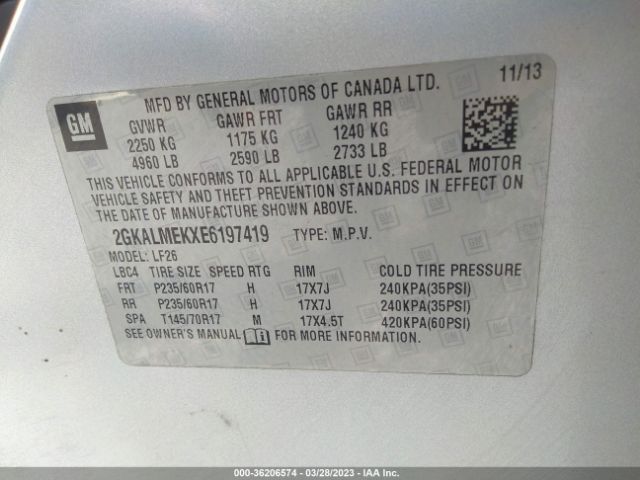 11/13
MFD BY GENERAL MOTORS OF CANADA LTD.
GM
GVWR GAWR FRT GAWR RR
2250 KG 1175 KG 1240 KG
4960 LB 2590 LB 2733 LB
THIS VEHICLE CONFORMS TO ALL APPLICABLE U.S. FEDERAL MOTOR
VEHICLE SAFETY AND THEFT PREVENTION STANDARDS IN EFFECT ON
THE DATE OF MANUFACTURE SHOWN ABOVE.
2GKALMEKXE6197419 TYPE: M.P.V.
MODEL: LF26
LBC4 TIRE SIZE SPEED RTG RIM COLD TIRE PRESSURE
FRT P235/60R17 H 17X7J 240KPA(35PSI)
RR P235/60R17 H 17X7J 240KPA(35PSI)
SPA T145/70R17 M 17X4.5T 420KPA(60PSI)
SEE OWNER'S MANUAL FOR MORE INFORMATION.
000-36206574 | 03/28/2023 | IAA Inc.